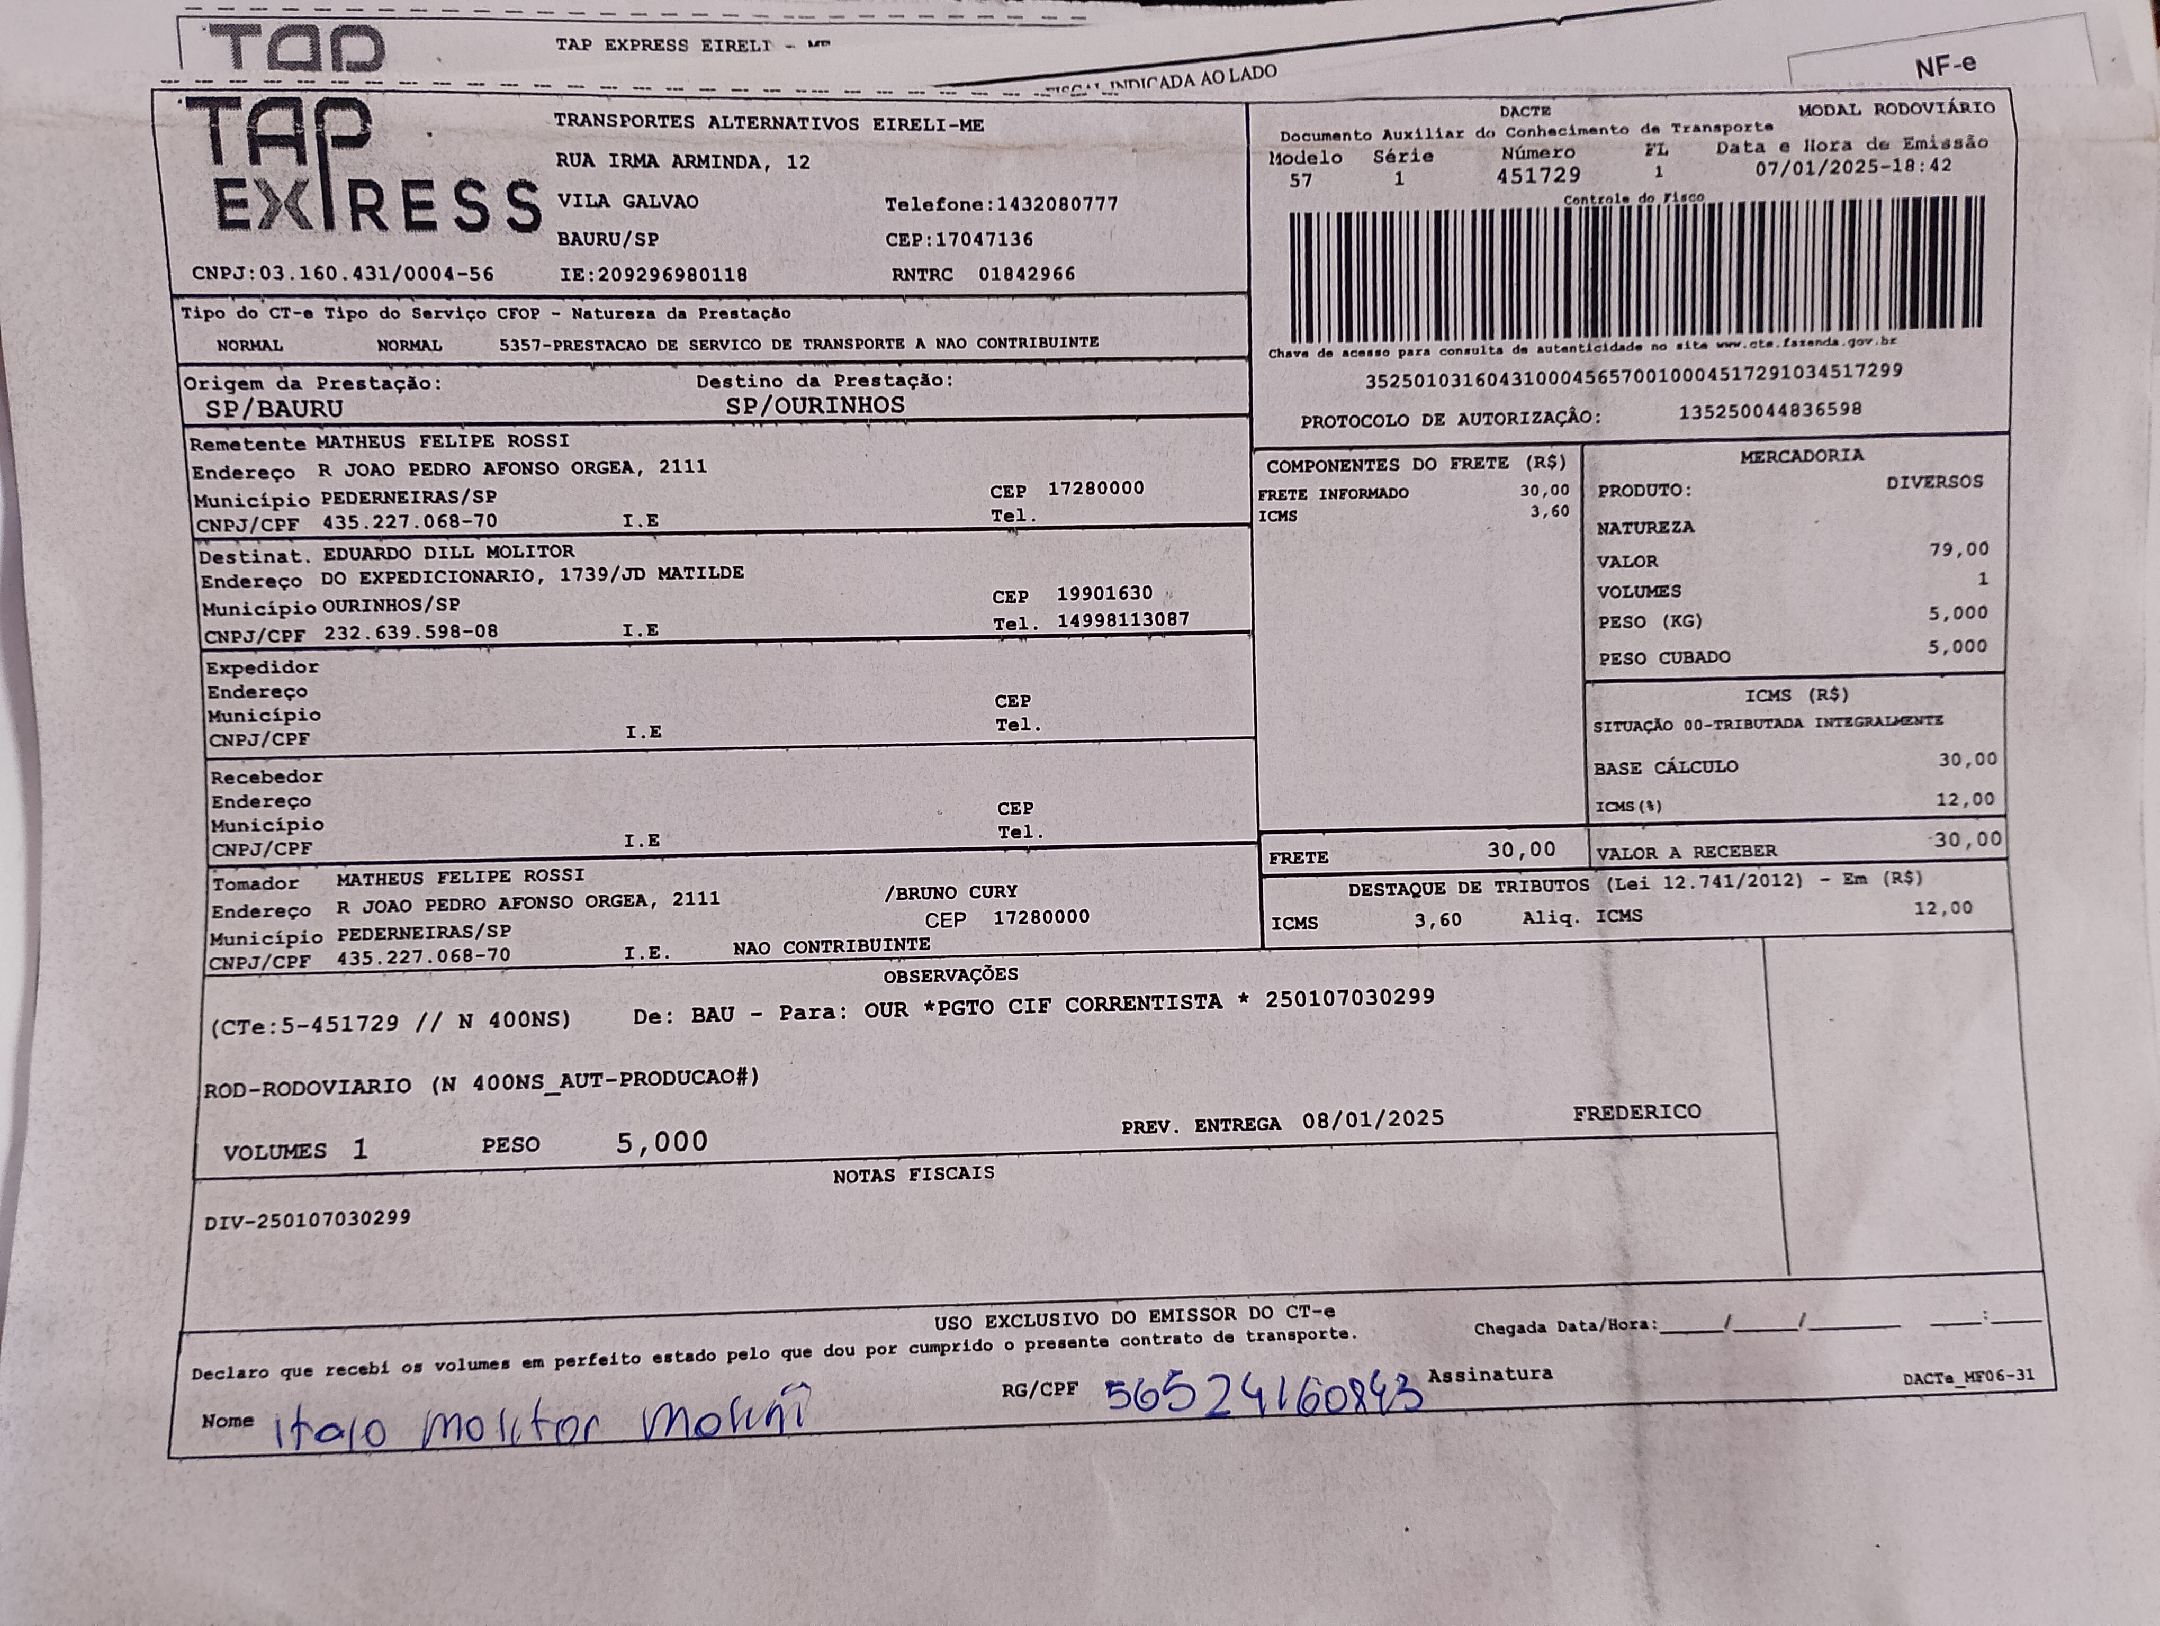 TAP
TAP EXPRESS EIRELI - ME
FISCAL INDICADA AO LADO
NF-e
TAP EXPRESS
TRANSPORTES ALTERNATIVOS EIRELI-ME
RUA IRMA ARMINDA, 12
VILA GALVAO Telefone:1432080777
BAURU/SP CEP:17047136
CNPJ:03.160.431/0004-56 IE:209296980118 RNTRC 01842966
DACTE MODAL RODOVIÁRIO
Documento Auxiliar do Conhecimento de Transporte
Modelo Série Número FL Data e Hora de Emissão
57 1 451729 1 07/01/2025-18:42
Controle do Fisco
Chave de acesso para consulta de autenticidade no site www.cte.fazenda.gov.br
35250103160431000456570010004517291034517299
PROTOCOLO DE AUTORIZAÇÂO: 135250044836598
Tipo do CT-e Tipo do Serviço CFOP - Natureza da Prestação
NORMAL NORMAL 5357-PRESTACAO DE SERVICO DE TRANSPORTE A NAO CONTRIBUINTE
Origem da Prestação: Destino da Prestação:
SP/BAURU SP/OURINHOS
Remetente MATHEUS FELIPE ROSSI
Endereço R JOAO PEDRO AFONSO ORGEA, 2111
Município PEDERNEIRAS/SP CEP 17280000
CNPJ/CPF 435.227.068-70 I.E Tel.
Destinat. EDUARDO DILL MOLITOR
Endereço DO EXPEDICIONARIO, 1739/JD MATILDE
Município OURINHOS/SP CEP 19901630
CNPJ/CPF 232.639.598-08 I.E Tel. 14998113087
Expedidor
Endereço
Município CEP
CNPJ/CPF I.E Tel.
Recebedor
Endereço
Município CEP
CNPJ/CPF I.E Tel.
Tomador MATHEUS FELIPE ROSSI
Endereço R JOAO PEDRO AFONSO ORGEA, 2111 /BRUNO CURY
Município PEDERNEIRAS/SP CEP 17280000
CNPJ/CPF 435.227.068-70 I.E. NAO CONTRIBUINTE
COMPONENTES DO FRETE (R$)
FRETE INFORMADO 30,00
ICMS 3,60
MERCADORIA
PRODUTO: DIVERSOS
NATUREZA
VALOR 79,00
VOLUMES 1
PESO (KG) 5,000
PESO CUBADO 5,000
ICMS (R$)
SITUAÇÃO 00-TRIBUTADA INTEGRALMENTE
BASE CÁLCULO 30,00
ICMS(%) 12,00
FRETE 30,00 VALOR A RECEBER 30,00
DESTAQUE DE TRIBUTOS (Lei 12.741/2012) - Em (R$)
ICMS 3,60 Aliq. ICMS 12,00
OBSERVAÇÕES
(CTe:5-451729 // N 400NS) De: BAU - Para: OUR *PGTO CIF CORRENTISTA * 250107030299
ROD-RODOVIARIO (N 400NS_AUT-PRODUCAO#)
VOLUMES 1 PESO 5,000 PREV. ENTREGA 08/01/2025 FREDERICO
NOTAS FISCAIS
DIV-250107030299
USO EXCLUSIVO DO EMISSOR DO CT-e
Declaro que recebi os volumes em perfeito estado pelo que dou por cumprido o presente contrato de transporte. Chegada Data/Hora:____/____/______ ____:____
Nome Italo Molitor Molini RG/CPF 56524160843 Assinatura DACTe_MF06-31